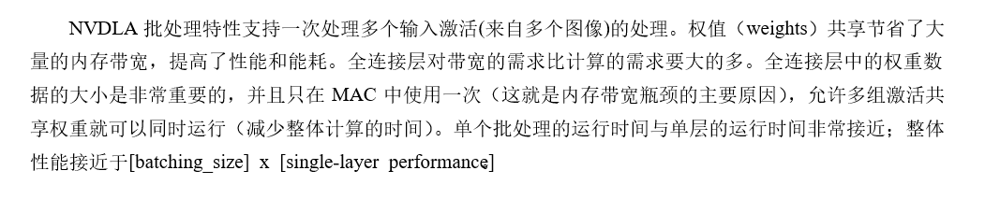 NVDLA 批处理特性支持一次处理多个输入激活(来自多个图像)的处理。权值（weights）共享节省了大
量的内存带宽，提高了性能和能耗。全连接层对带宽的需求比计算的需求要大的多。全连接层中的权重数
据的大小是非常重要的，并且只在 MAC 中使用一次（这就是内存带宽瓶颈的主要原因），允许多组激活共
享权重就可以同时运行（减少整体计算的时间）。单个批处理的运行时间与单层的运行时间非常接近；整体
性能接近于[batching_size] x [single-layer performance]